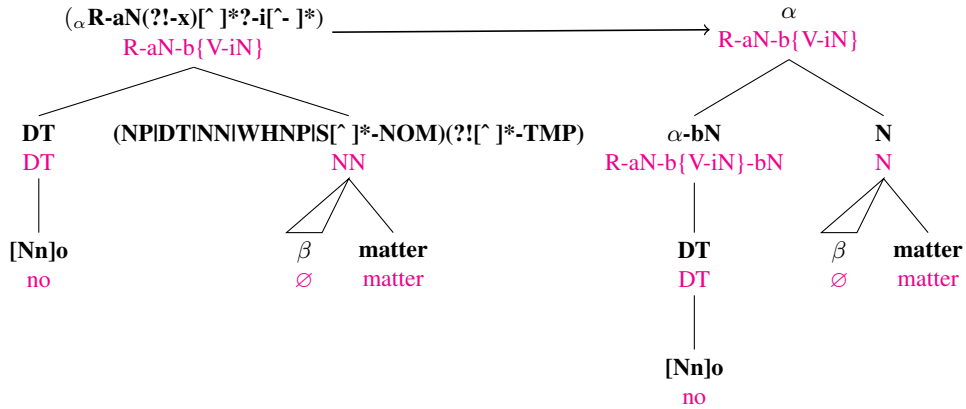 (αR-aN(?!-x)[ˆ ]*?-i[ˆ- ]*) α
R-aN-b{V-iN} R-aN-b{V-iN}
DT (NP|DT|NN|WHNP|S[ˆ ]*-NOM)(?![ˆ ]*-TMP) α-bN N
DT NN R-aN-b{V-iN}-bN N
[Nn]o β matter DT β matter
no ∅ matter DT ∅ matter
[Nn]o
no